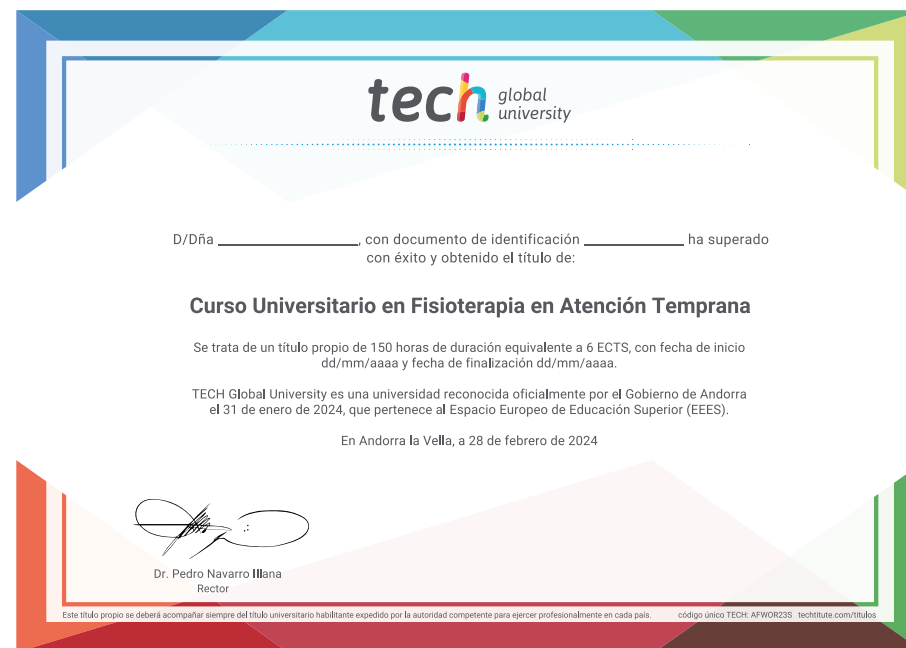 tech global
university
D/Dña ____________________, con documento de identificación ______________ ha superado
con éxito y obtenido el título de:
Curso Universitario en Fisioterapia en Atención Temprana
Se trata de un título propio de 150 horas de duración equivalente a 6 ECTS, con fecha de inicio
dd/mm/aaaa y fecha de finalización dd/mm/aaaa.
TECH Global University es una universidad reconocida oficialmente por el Gobierno de Andorra
el 31 de enero de 2024, que pertenece al Espacio Europeo de Educación Superior (EEES).
En Andorra la Vella, a 28 de febrero de 2024
Dr. Pedro Navarro Illana
Rector
Este título propio se deberá acompañar siempre del título universitario habilitante expedido por la autoridad competente para ejercer profesionalmente en cada país. código único TECH: AFWOR23S techtitute.com/titulos